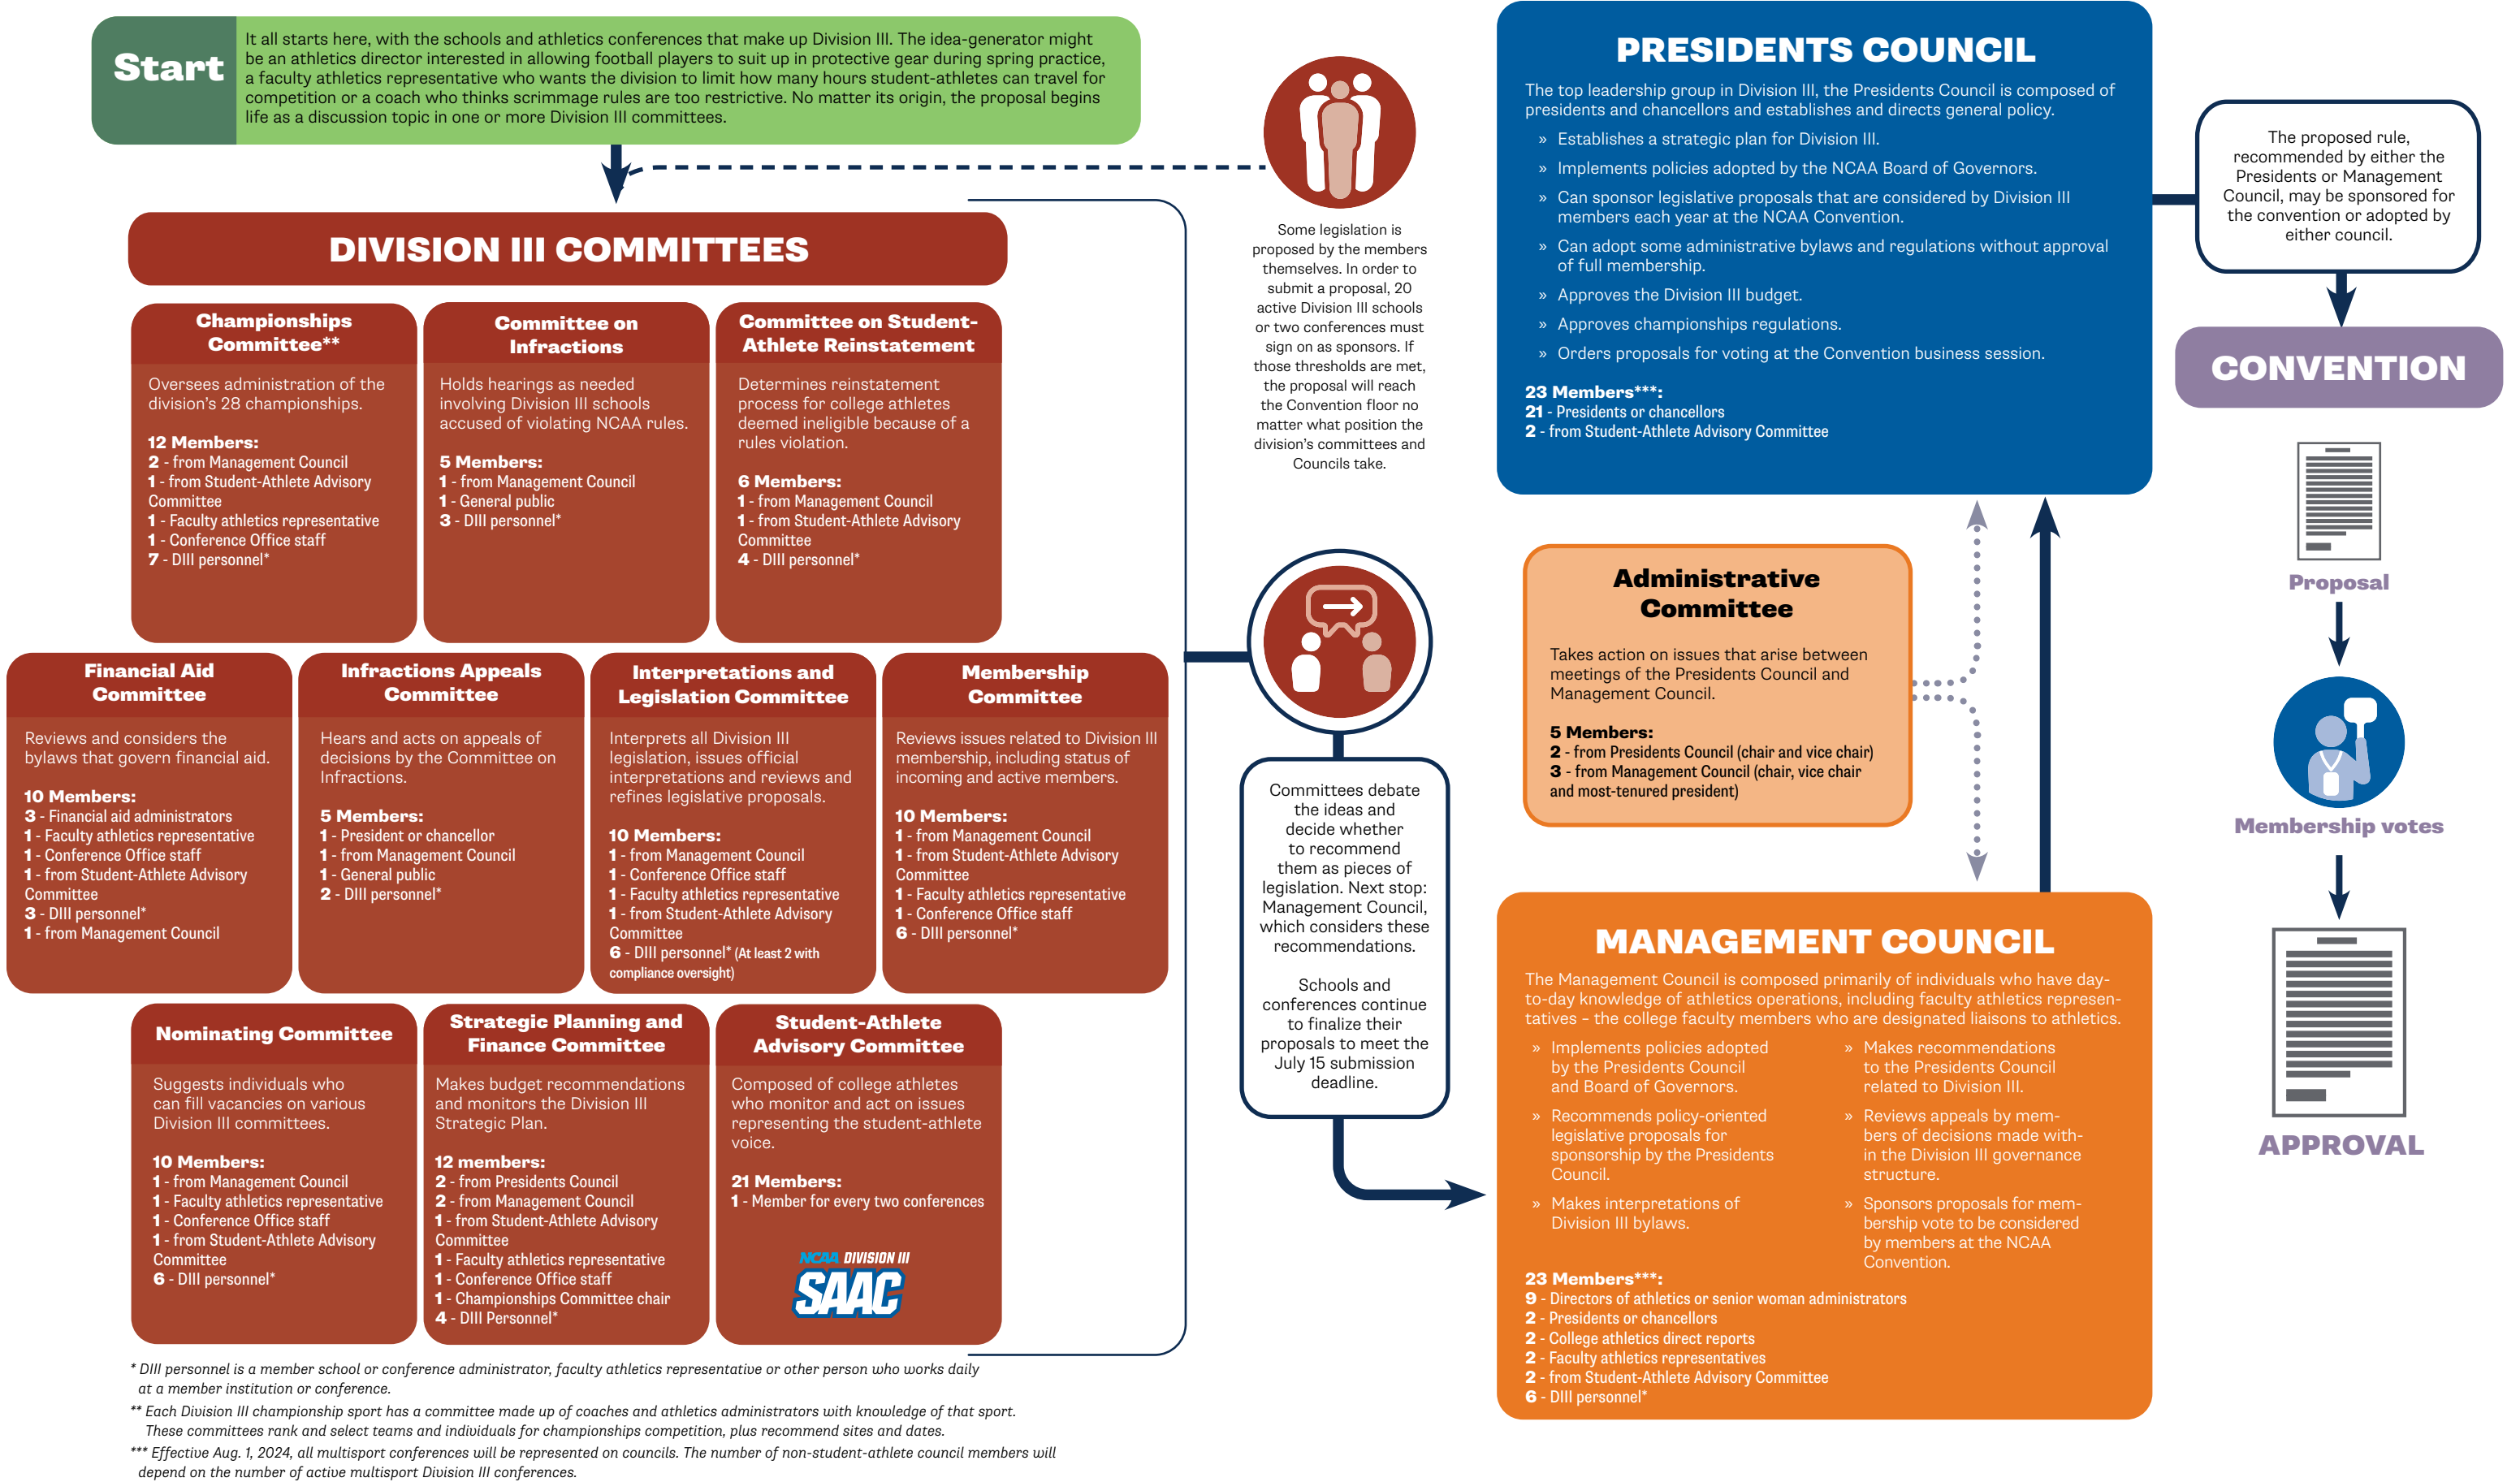 Start
It all starts here, with the schools and athletics conferences that make up Division III. The idea-generator might
be an athletics director interested in allowing football players to suit up in protective gear during spring practice,
a faculty athletics representative who wants the division to limit how many hours student-athletes can travel for
competition or a coach who thinks scrimmage rules are too restrictive. No matter its origin, the proposal begins
life as a discussion topic in one or more Division III committees.
DIVISION III COMMITTEES
Championships
Committee**
Oversees administration of the
division's 28 championships.
12 Members:
2 - from Management Council
1 - from Student-Athlete Advisory
Committee
1 - Faculty athletics representative
1 - Conference Office staff
7 - DIII personnel*
Committee on
Infractions
Holds hearings as needed
involving Division III schools
accused of violating NCAA rules.
5 Members:
1 - from Management Council
1 - General public
3 - DIII personnel*
Committee on Student-
Athlete Reinstatement
Determines reinstatement
process for college athletes
deemed ineligible because of a
rules violation.
6 Members:
1 - from Management Council
1 - from Student-Athlete Advisory
Committee
4 - DIII personnel*
Financial Aid
Committee
Reviews and considers the
bylaws that govern financial aid.
10 Members:
3 - Financial aid administrators
1 - Faculty athletics representative
1 - Conference Office staff
1 - from Student-Athlete Advisory
Committee
3 - DIII personnel*
1 - from Management Council
Infractions Appeals
Committee
Hears and acts on appeals of
decisions by the Committee on
Infractions.
5 Members:
1 - President or chancellor
1 - from Management Council
1 - General public
2 - DIII personnel*
Interpretations and
Legislation Committee
Interprets all Division III
legislation, issues official
interpretations and reviews and
refines legislative proposals.
10 Members:
1 - from Management Council
1 - Conference Office staff
1 - Faculty athletics representative
1 - from Student-Athlete Advisory
Committee
6 - DIII personnel* (At least 2 with
compliance oversight)
Membership
Committee
Reviews issues related to Division III
membership, including status of
incoming and active members.
10 Members:
1 - from Management Council
1 - from Student-Athlete Advisory
Committee
1 - Faculty athletics representative
1 - Conference Office staff
6 - DIII personnel*
Nominating Committee
Suggests individuals who
can fill vacancies on various
Division III committees.
10 Members:
1 - from Management Council
1 - Faculty athletics representative
1 - Conference Office staff
1 - from Student-Athlete Advisory
Committee
6 - DIII personnel*
Strategic Planning and
Finance Committee
Makes budget recommendations
and monitors the Division III
Strategic Plan.
12 members:
2 - from Presidents Council
2 - from Management Council
1 - from Student-Athlete Advisory
Committee
1 - Faculty athletics representative
1 - Conference Office staff
1 - Championships Committee chair
4 - DIII Personnel*
Student-Athlete
Advisory Committee
Composed of college athletes
who monitor and act on issues
representing the student-athlete
voice.
21 Members:
1 - Member for every two conferences
NCAA DIVISION III
SAAC
* DIII personnel is a member school or conference administrator, faculty athletics representative or other person who works daily
at a member institution or conference.
** Each Division III championship sport has a committee made up of coaches and athletics administrators with knowledge of that sport.
These committees rank and select teams and individuals for championships competition, plus recommend sites and dates.
*** Effective Aug. 1, 2024, all multisport conferences will be represented on councils. The number of non-student-athlete council members will
depend on the number of active multisport Division III conferences.
Some legislation is
proposed by the members
themselves. In order to
submit a proposal, 20
active Division III schools
or two conferences must
sign on as sponsors. If
those thresholds are met,
the proposal will reach
the Convention floor no
matter what position the
division's committees and
Councils take.
Committees debate
the ideas and
decide whether
to recommend
them as pieces of
legislation. Next stop:
Management Council,
which considers these
recommendations.
Schools and
conferences continue
to finalize their
proposals to meet the
July 15 submission
deadline.
PRESIDENTS COUNCIL
The top leadership group in Division III, the Presidents Council is composed of
presidents and chancellors and establishes and directs general policy.
» Establishes a strategic plan for Division III.
» Implements policies adopted by the NCAA Board of Governors.
» Can sponsor legislative proposals that are considered by Division III
members each year at the NCAA Convention.
» Can adopt some administrative bylaws and regulations without approval
of full membership.
» Approves the Division III budget.
» Approves championships regulations.
» Orders proposals for voting at the Convention business session.
23 Members***:
21 - Presidents or chancellors
2 - from Student-Athlete Advisory Committee
Administrative
Committee
Takes action on issues that arise between
meetings of the Presidents Council and
Management Council.
5 Members:
2 - from Presidents Council (chair and vice chair)
3 - from Management Council (chair, vice chair
and most-tenured president)
MANAGEMENT COUNCIL
The Management Council is composed primarily of individuals who have day-
to-day knowledge of athletics operations, including faculty athletics represen-
tatives – the college faculty members who are designated liaisons to athletics.
» Implements policies adopted
by the Presidents Council
and Board of Governors.
» Recommends policy-oriented
legislative proposals for
sponsorship by the Presidents
Council.
» Makes interpretations of
Division III bylaws.
» Makes recommendations
to the Presidents Council
related to Division III.
» Reviews appeals by mem-
bers of decisions made with-
in the Division III governance
structure.
» Sponsors proposals for mem-
bership vote to be considered
by members at the NCAA
Convention.
23 Members***:
9 - Directors of athletics or senior woman administrators
2 - Presidents or chancellors
2 - College athletics direct reports
2 - Faculty athletics representatives
2 - from Student-Athlete Advisory Committee
6 - DIII personnel*
The proposed rule,
recommended by either the
Presidents or Management
Council, may be sponsored for
the convention or adopted by
either council.
CONVENTION
Proposal
Membership votes
APPROVAL